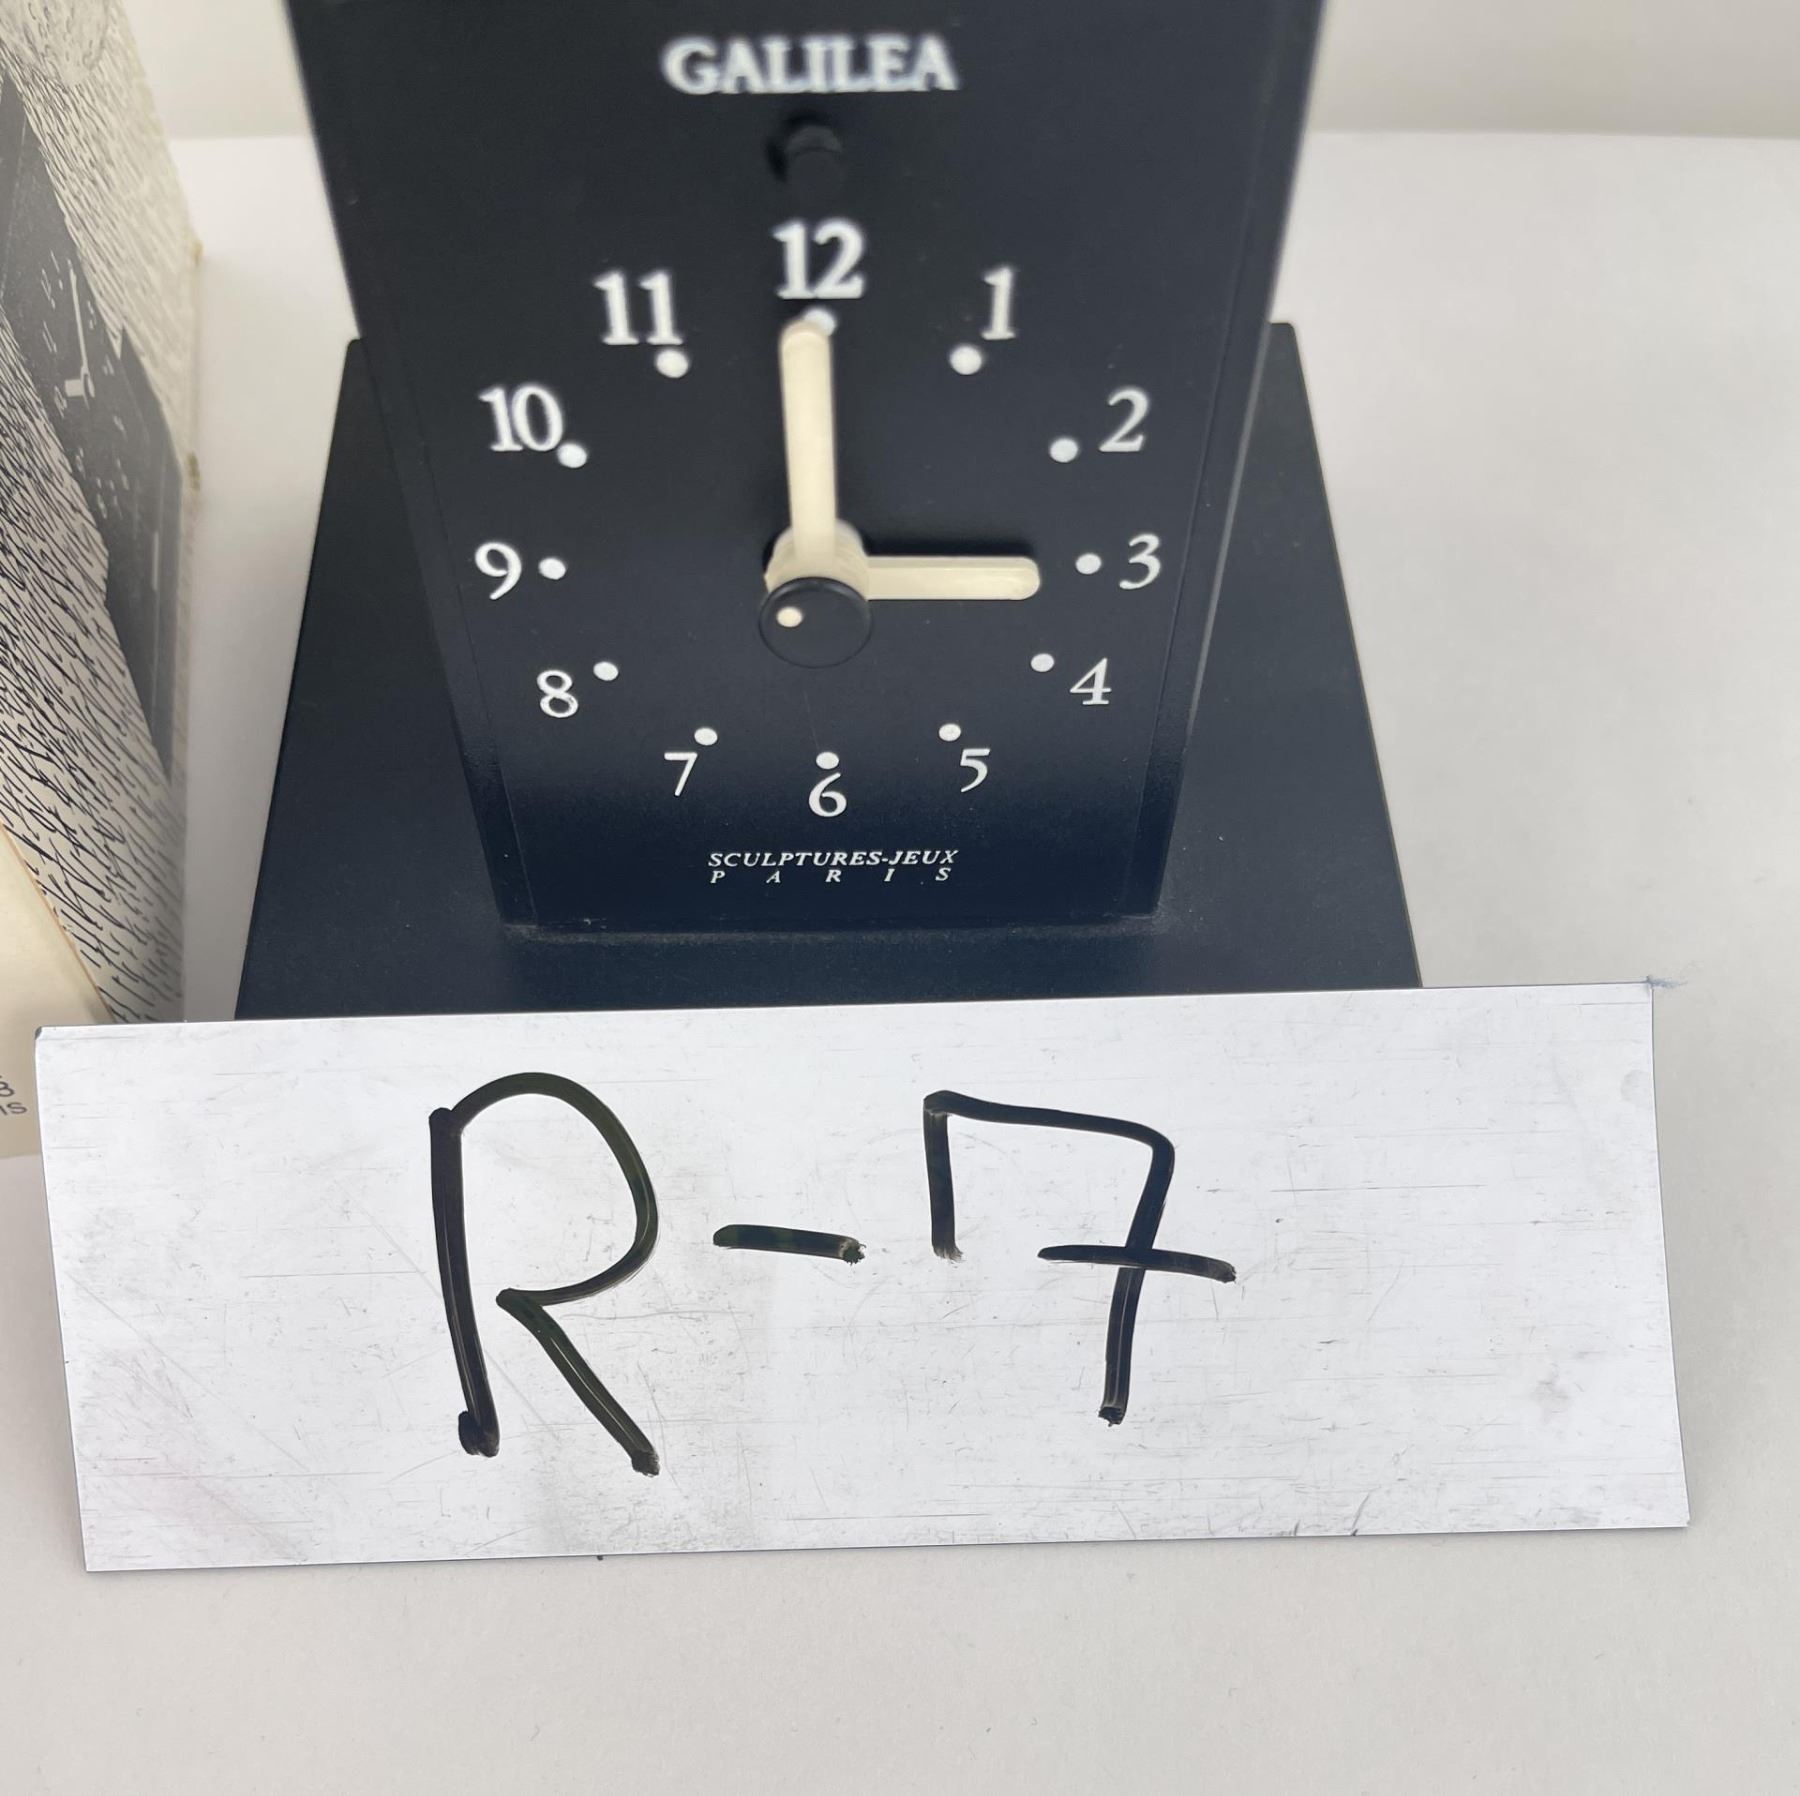 GALILEA
12
11 1
10 2
9 3
8 4
7 5
6
SCULPTURES-JEUX
PARIS
R-7